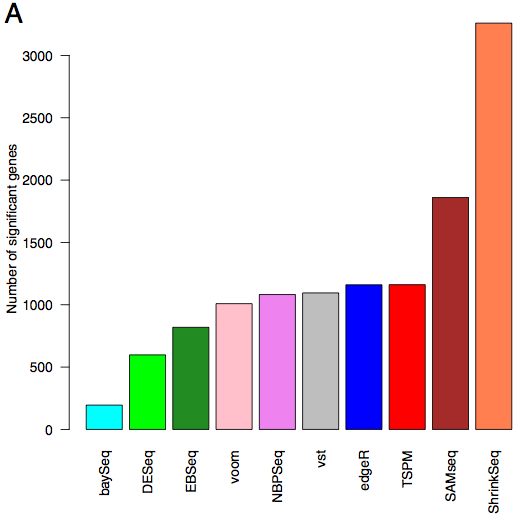 A
Number of significant genes
3000
2500
2000
1500
1000
500
0
baySeq
DESeq
EBSeq
voom
NBPSeq
vst
edgeR
TSPM
SAMseq
ShrinkSeq